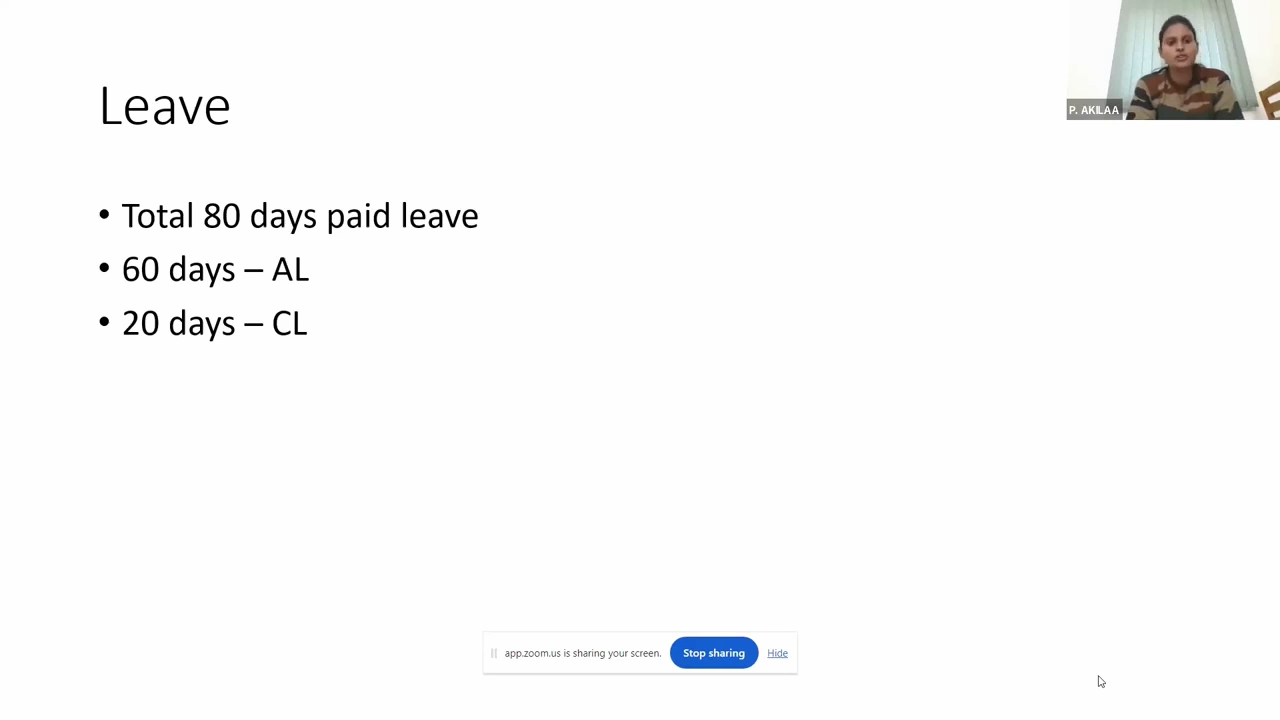 Leave
P. AKILAA
• Total 80 days paid leave
• 60 days – AL
• 20 days – CL
app.zoom.us is sharing your screen. Stop sharing Hide